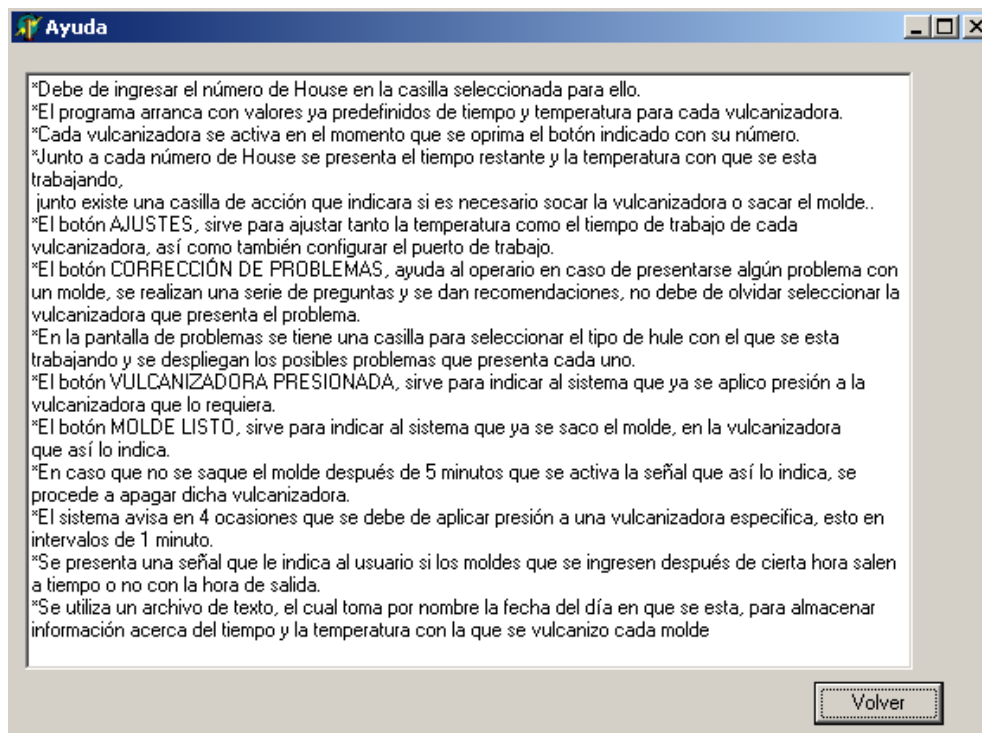 Ayuda
*Debe de ingresar el número de House en la casilla seleccionada para ello.
*El programa arranca con valores ya predefinidos de tiempo y temperatura para cada vulcanizadora.
*Cada vulcanizadora se activa en el momento que se oprima el botón indicado con su número.
*Junto a cada número de House se presenta el tiempo restante y la temperatura con que se esta
trabajando,
junto existe una casilla de acción que indicara si es necesario socar la vulcanizadora o sacar el molde..
*El botón AJUSTES, sirve para ajustar tanto la temperatura como el tiempo de trabajo de cada
vulcanizadora, así como también configurar el puerto de trabajo.
*El botón CORRECCIÓN DE PROBLEMAS, ayuda al operario en caso de presentarse algún problema con
un molde, se realizan una serie de preguntas y se dan recomendaciones, no debe de olvidar seleccionar la
vulcanizadora que presenta el problema.
*En la pantalla de problemas se tiene una casilla para seleccionar el tipo de hule con el que se esta
trabajando y se despliegan los posibles problemas que presenta cada uno.
*El botón VULCANIZADORA PRESIONADA, sirve para indicar al sistema que ya se aplico presión a la
vulcanizadora que lo requiera.
*El botón MOLDE LISTO, sirve para indicar al sistema que ya se saco el molde, en la vulcanizadora
que así lo indica.
*En caso que no se saque el molde después de 5 minutos que se activa la señal que así lo indica, se
procede a apagar dicha vulcanizadora.
*El sistema avisa en 4 ocasiones que se debe de aplicar presión a una vulcanizadora especifica, esto en
intervalos de 1 minuto.
*Se presenta una señal que le indica al usuario si los moldes que se ingresen después de cierta hora salen
a tiempo o no con la hora de salida.
*Se utiliza un archivo de texto, el cual toma por nombre la fecha del día en que se esta, para almacenar
información acerca del tiempo y la temperatura con la que se vulcanizo cada molde
Volver